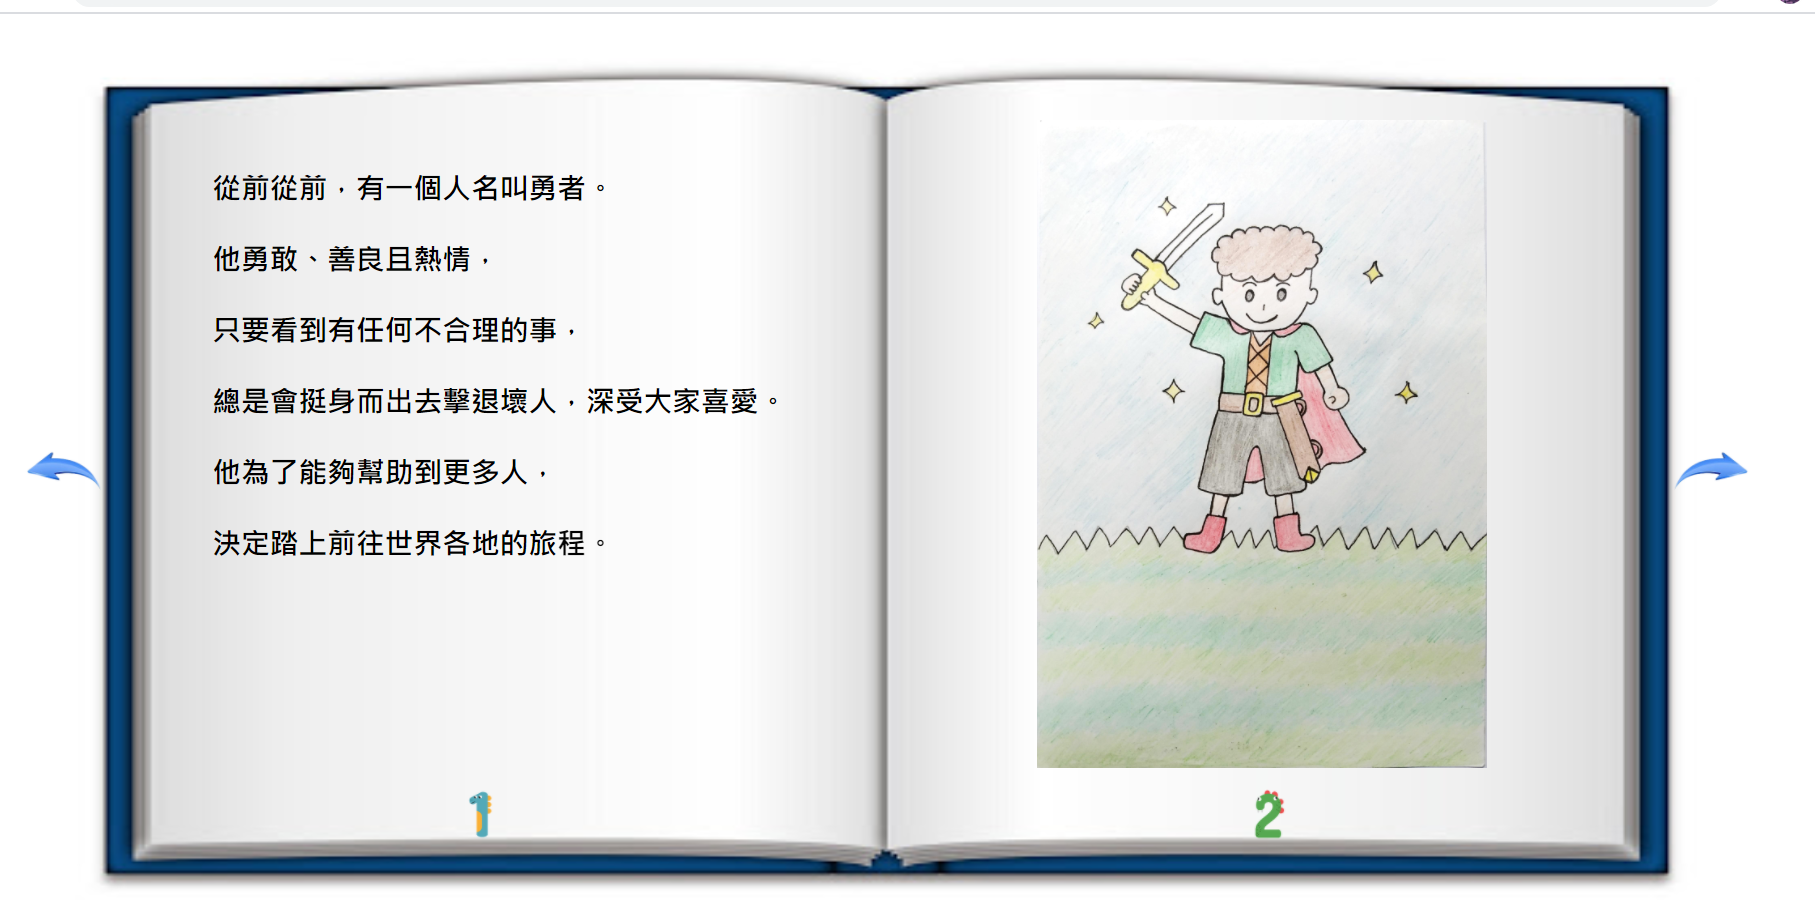 從前從前，有一個人名叫勇者。
他勇敢、善良且熱情，
只要看到有任何不合理的事，
總是會挺身而出去擊退壞人，深受大家喜愛。
他為了能夠幫助到更多人，
決定踏上前往世界各地的旅程。
1
2